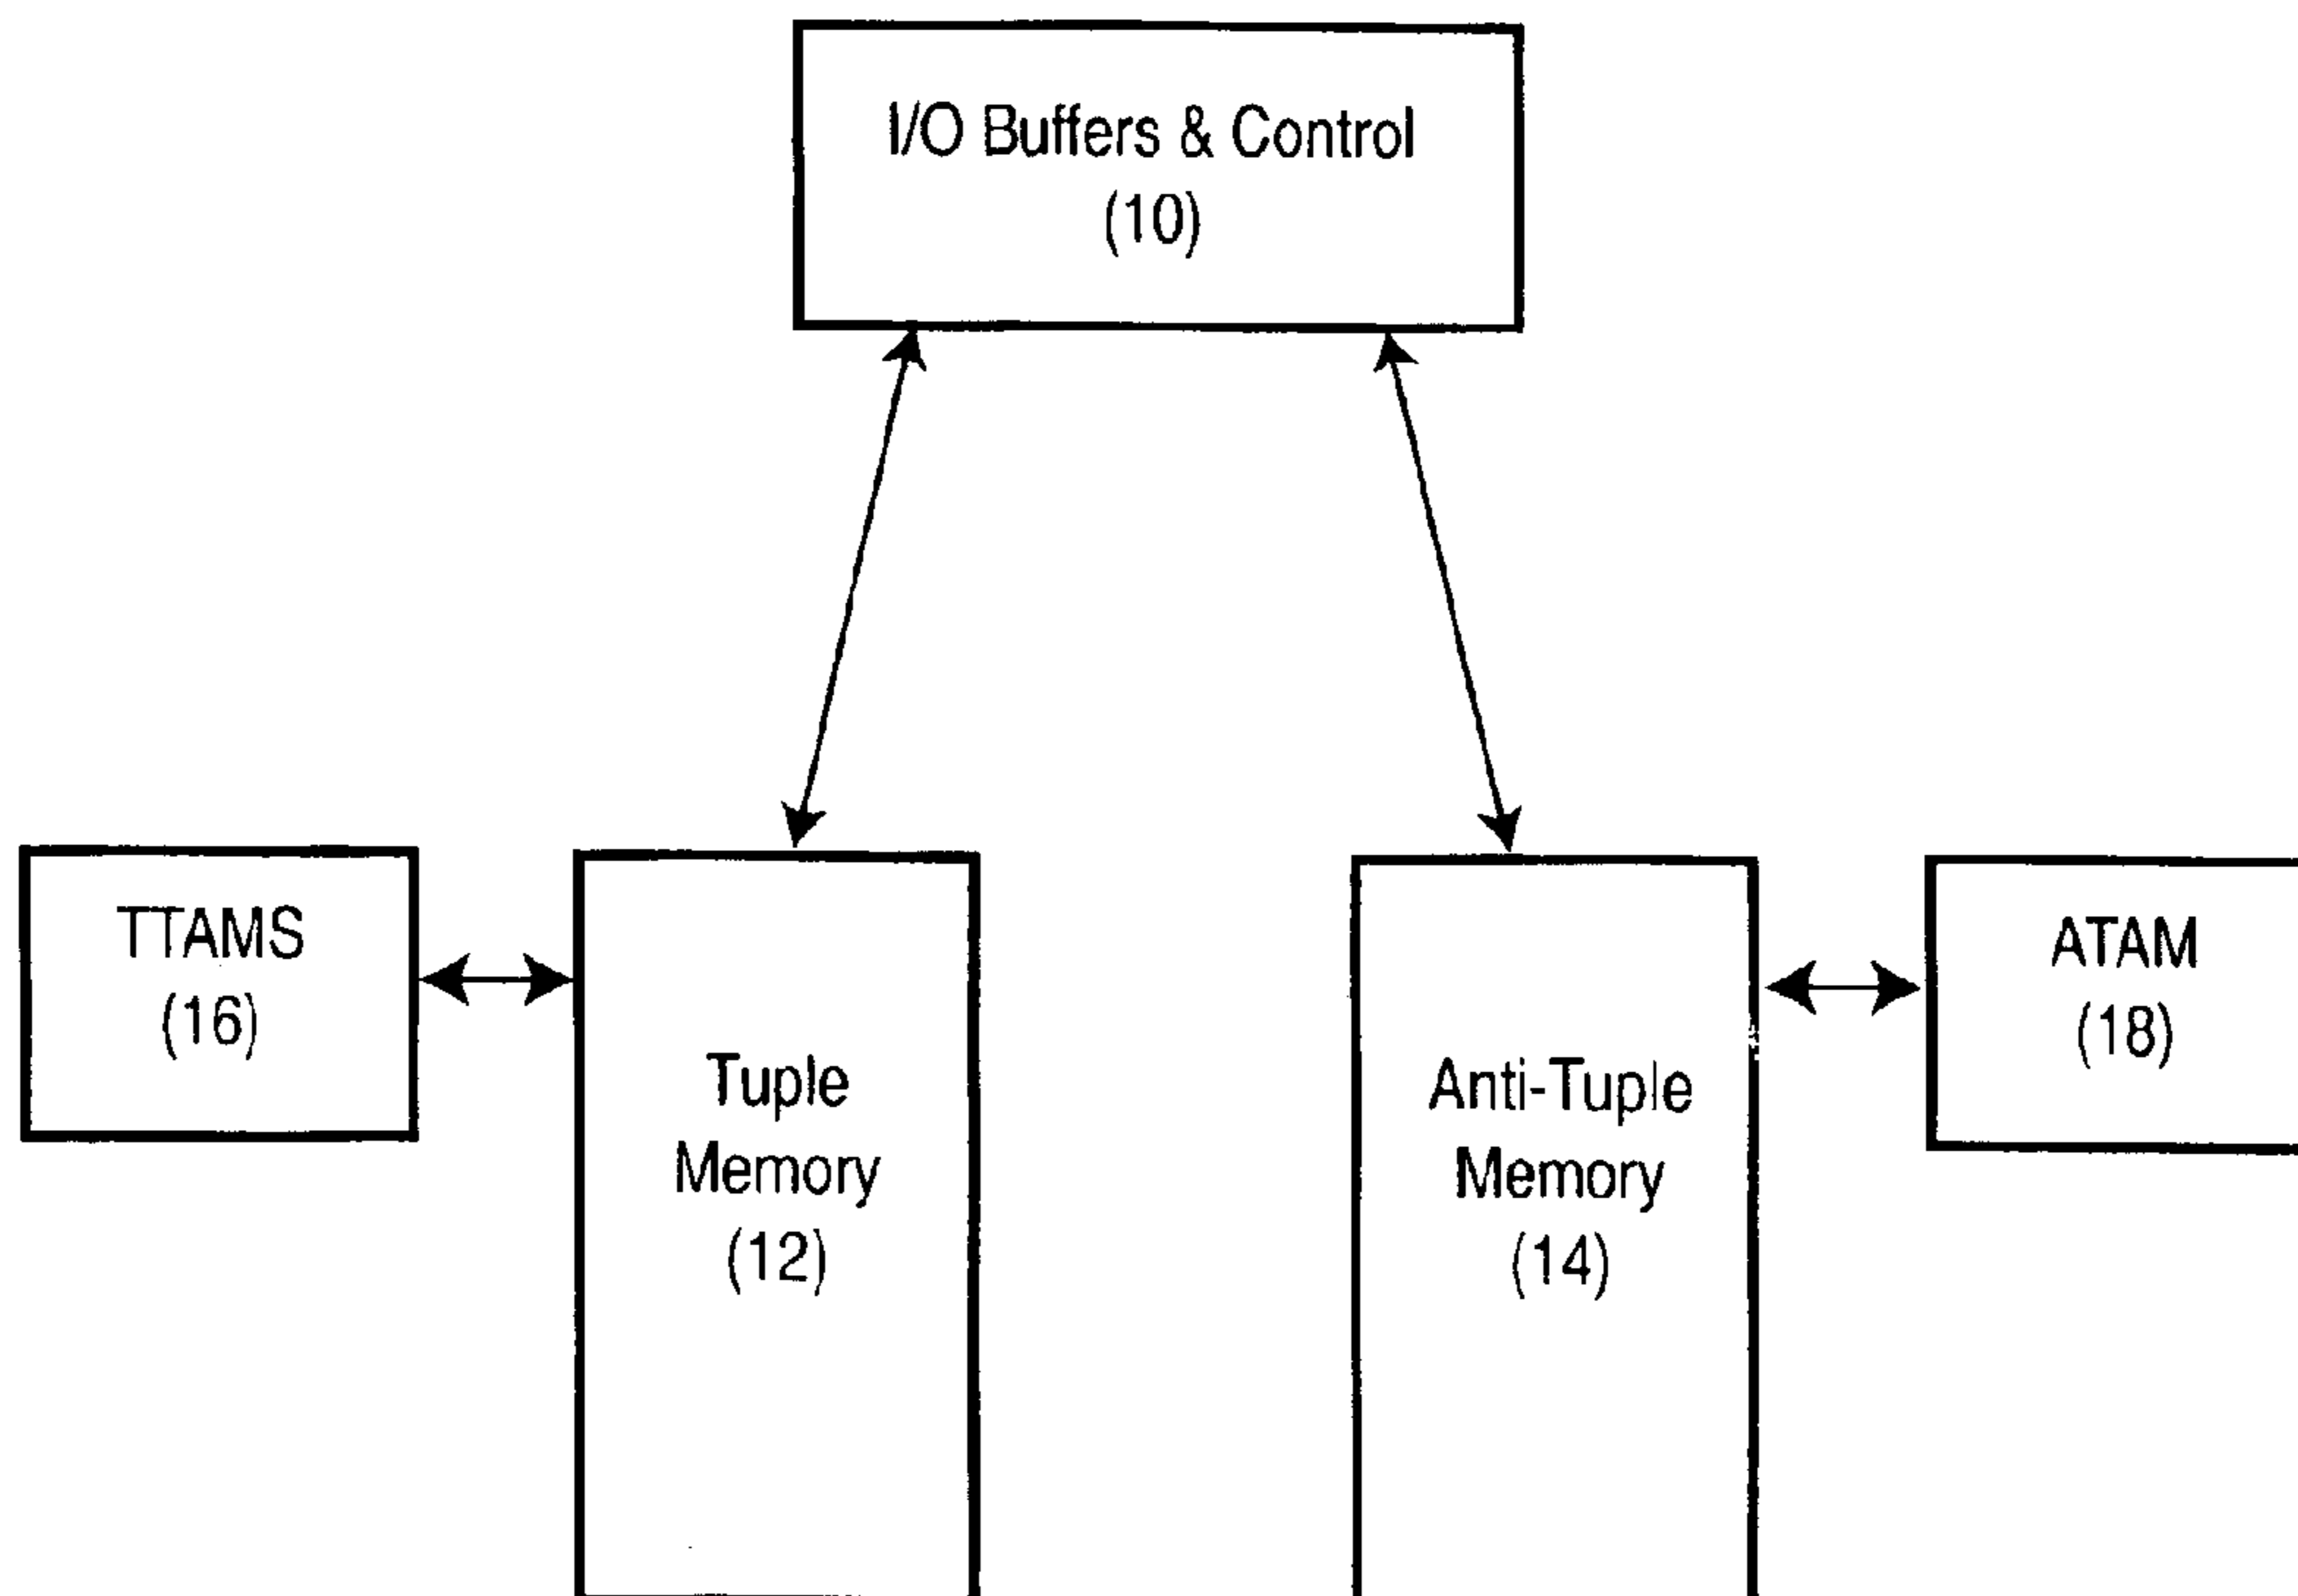 I/O Buffers & Control
(10)
TTAMS
(16)
Tuple
Memory
(12)
Anti-Tuple
Memory
(14)
ATAM
(18)